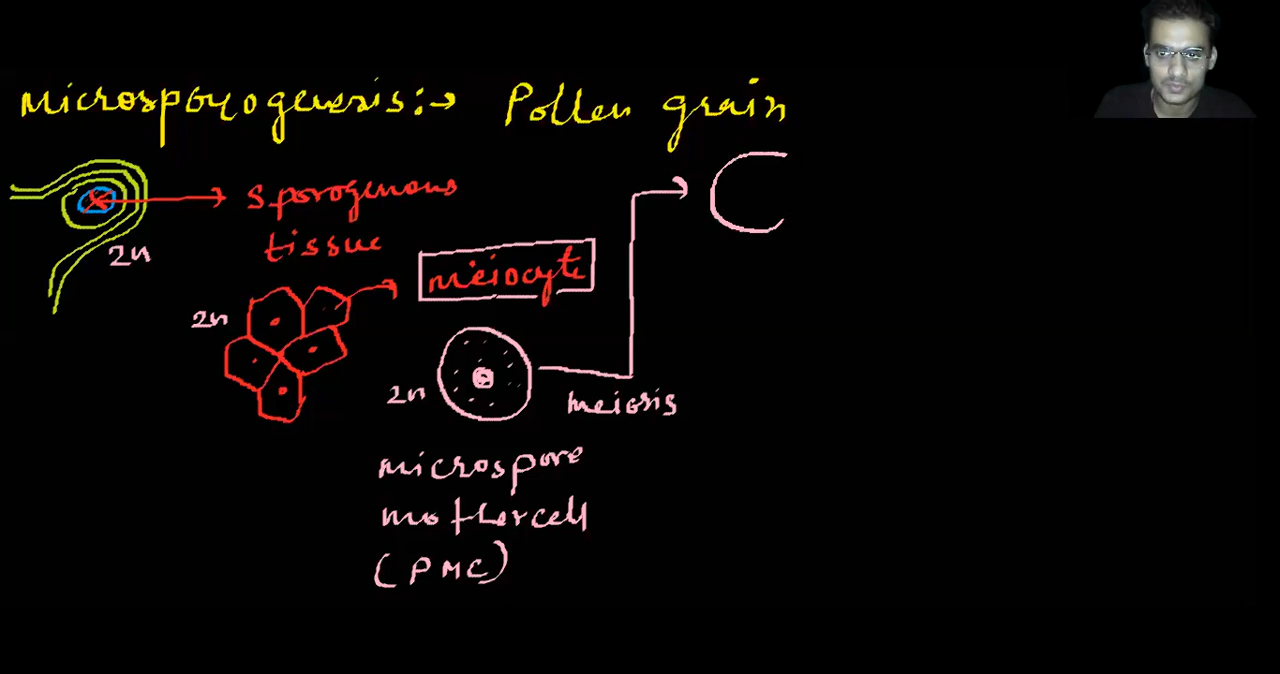 Microsporogenesis:→ Pollen grain
sporogenous
tissue
2n
meiocyte
2n
2n
meiosis
microspore
mothercell
(PMC)